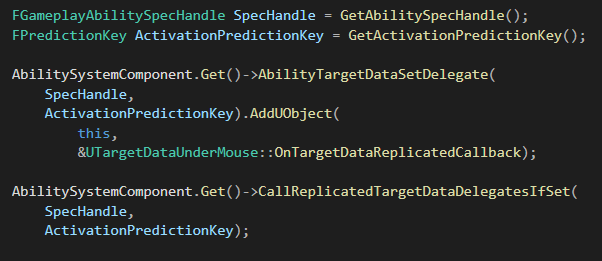 FGameplayAbilitySpecHandle SpecHandle = GetAbilitySpecHandle();
FPredictionKey ActivationPredictionKey = GetActivationPredictionKey();
AbilitySystemComponent.Get()->AbilityTargetDataSetDelegate(
SpecHandle,
ActivationPredictionKey).AddUObject(
this,
&UTargetDataUnderMouse::OnTargetDataReplicatedCallback);
AbilitySystemComponent.Get()->CallReplicatedTargetDataDelegatesIfSet(
SpecHandle,
ActivationPredictionKey);